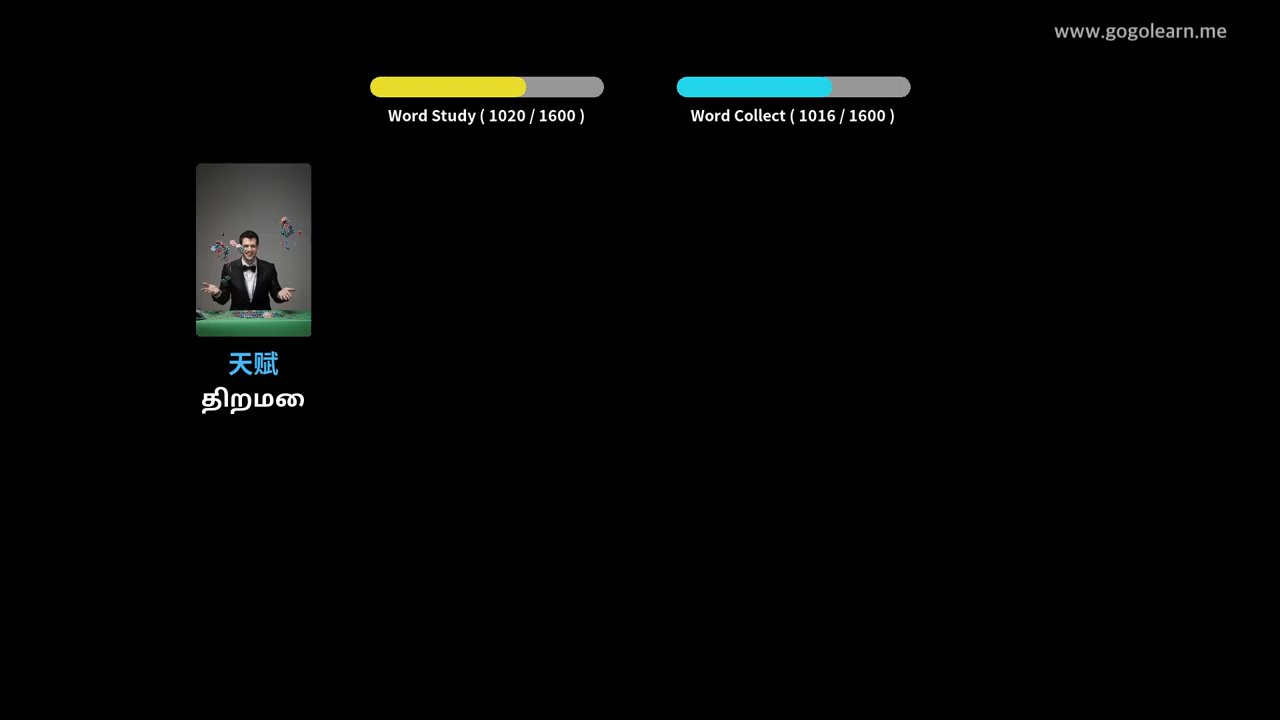 www.gogolearn.me
Word Study ( 1020 / 1600 )
Word Collect ( 1016 / 1600 )
天赋
திறமை